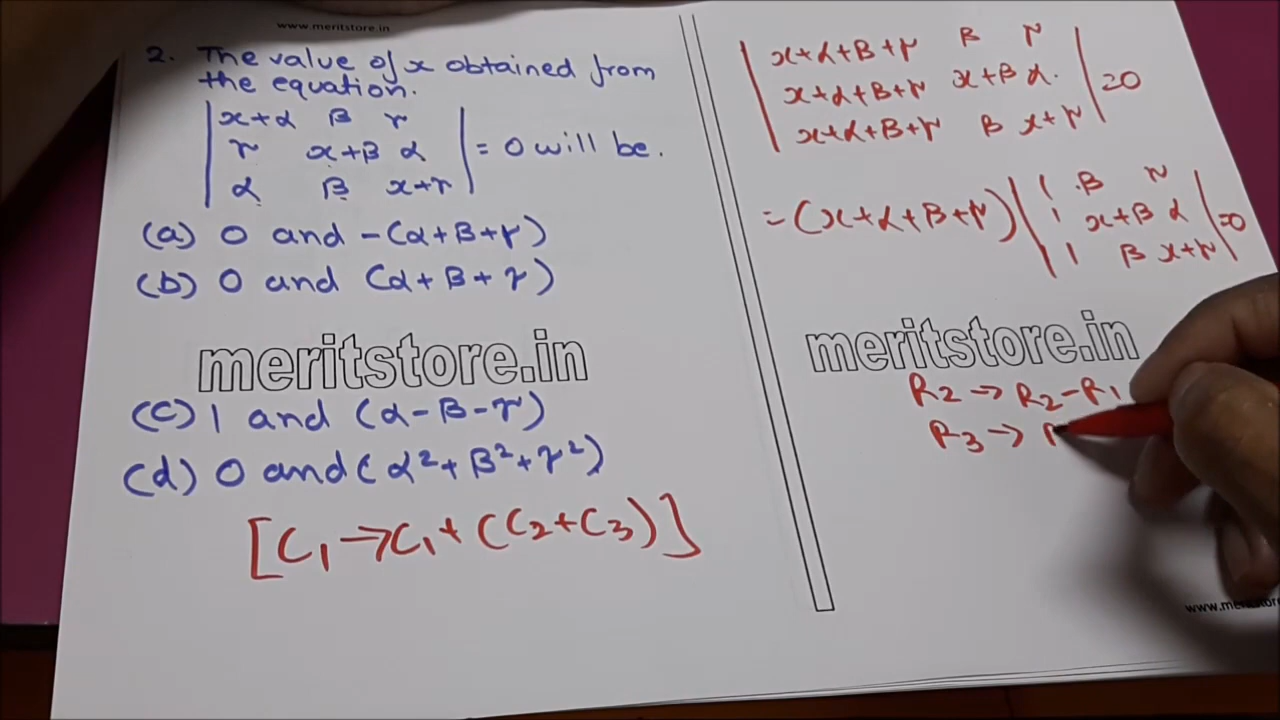 www.meritstore.in
2. The value of x obtained from
the equation.
| x+α β r |
| r x+β α | = 0 will be.
| α β x+r |
(a) 0 and -(α+β+r)
(b) 0 and (α+β+r)
meritstore.in
(c) 1 and (α-β-r)
(d) 0 and (α²+β²+r²)
[C₁→C₁+(C₂+C₃)]
| x+α+β+r β r |
| x+α+β+r x+β α. | =0
| x+α+β+r β x+r |
=(x+α+β+r) | 1 .β r |
| 1 x+β α | =0
| 1 β x+r |
meritstore.in
R₂→R₂-R₁
R₃→